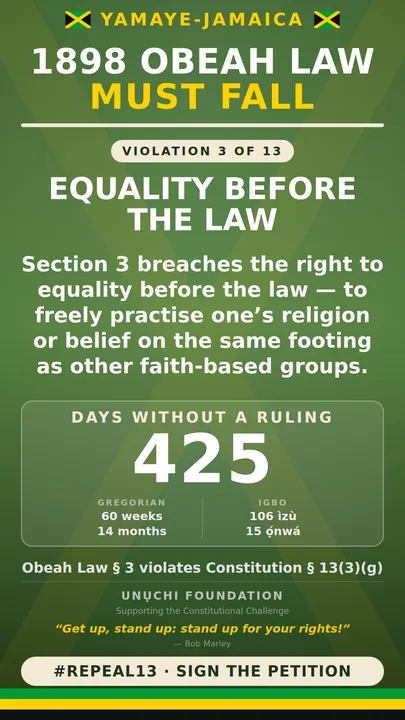 YAMAYE-JAMAICA
1898 OBEAH LAW
MUST FALL
VIOLATION 3 OF 13
EQUALITY BEFORE
THE LAW
Section 3 breaches the right to
equality before the law — to
freely practise one’s religion
or belief on the same footing
as other faith-based groups.
DAYS WITHOUT A RULING
425
GREGORIAN
60 weeks
14 months
IGBO
106 ìzù
15 ọ́nwá
Obeah Law § 3 violates Constitution § 13(3)(g)
UNỤCHI FOUNDATION
Supporting the Constitutional Challenge
“Get up, stand up: stand up for your rights!”
— Bob Marley
#REPEAL13 · SIGN THE PETITION